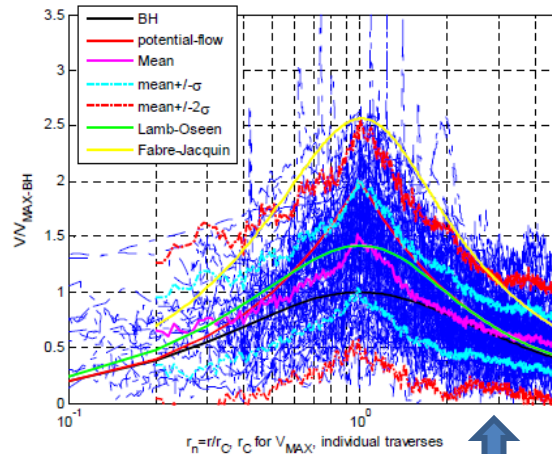 3.5
3
2.5
2
1.5
1
0.5
0
V/V_MAX-BH
BH
potential-flow
Mean
mean+/-σ
mean+/-2σ
Lamb-Oseen
Fabre-Jacquin
10^-1
10^0
r_n=r/r_C, r_C for V_MAX, individual traverses